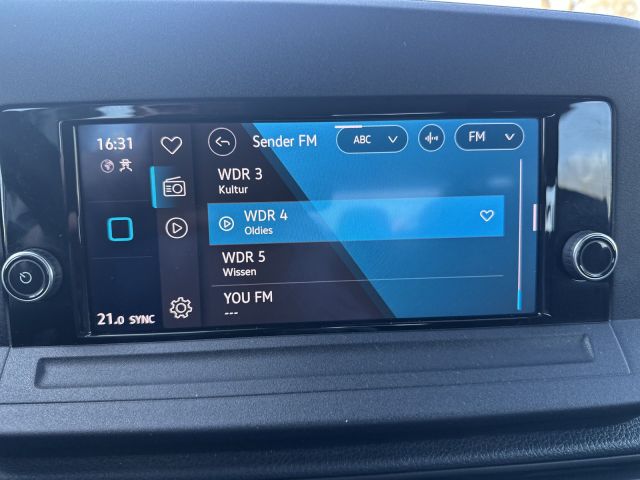 16:31
Sender FM
ABC
FM
WDR 3
Kultur
WDR 4
Oldies
WDR 5
Wissen
YOU FM
---
21.0 SYNC